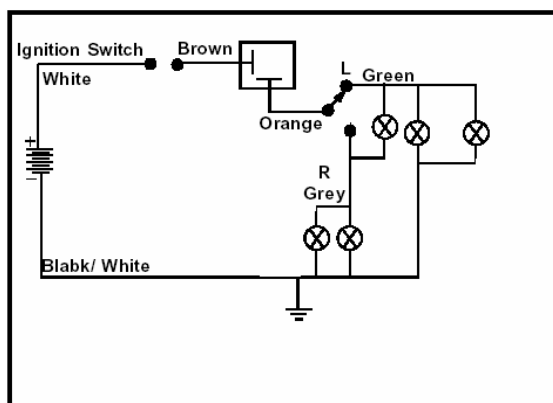 Ignition Switch
Brown
White
L
Green
Orange
+
R
Grey
−
Blabk/ White